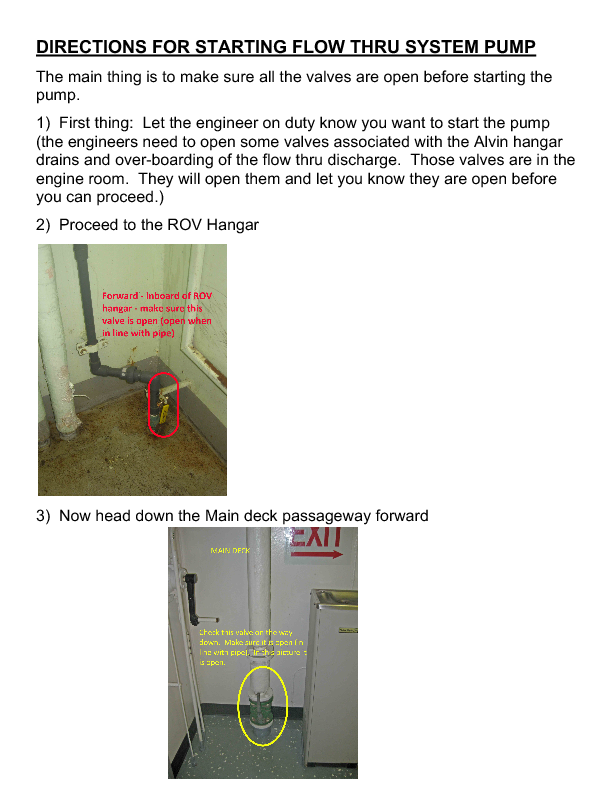 DIRECTIONS FOR STARTING FLOW THRU SYSTEM PUMP
The main thing is to make sure all the valves are open before starting the
pump.
1)  First thing:  Let the engineer on duty know you want to start the pump
(the engineers need to open some valves associated with the Alvin hangar
drains and over-boarding of the flow thru discharge.  Those valves are in the
engine room.  They will open them and let you know they are open before
you can proceed.)
2)  Proceed to the ROV Hangar
Forward - Inboard of ROV
hangar - make sure this
valve is open (open when
in line with pipe)
3)  Now head down the Main deck passageway forward
EXIT
MAIN DECK
Check this valve on the way
down.  Make sure it is open (in
line with pipe).  In this picture it
is open.